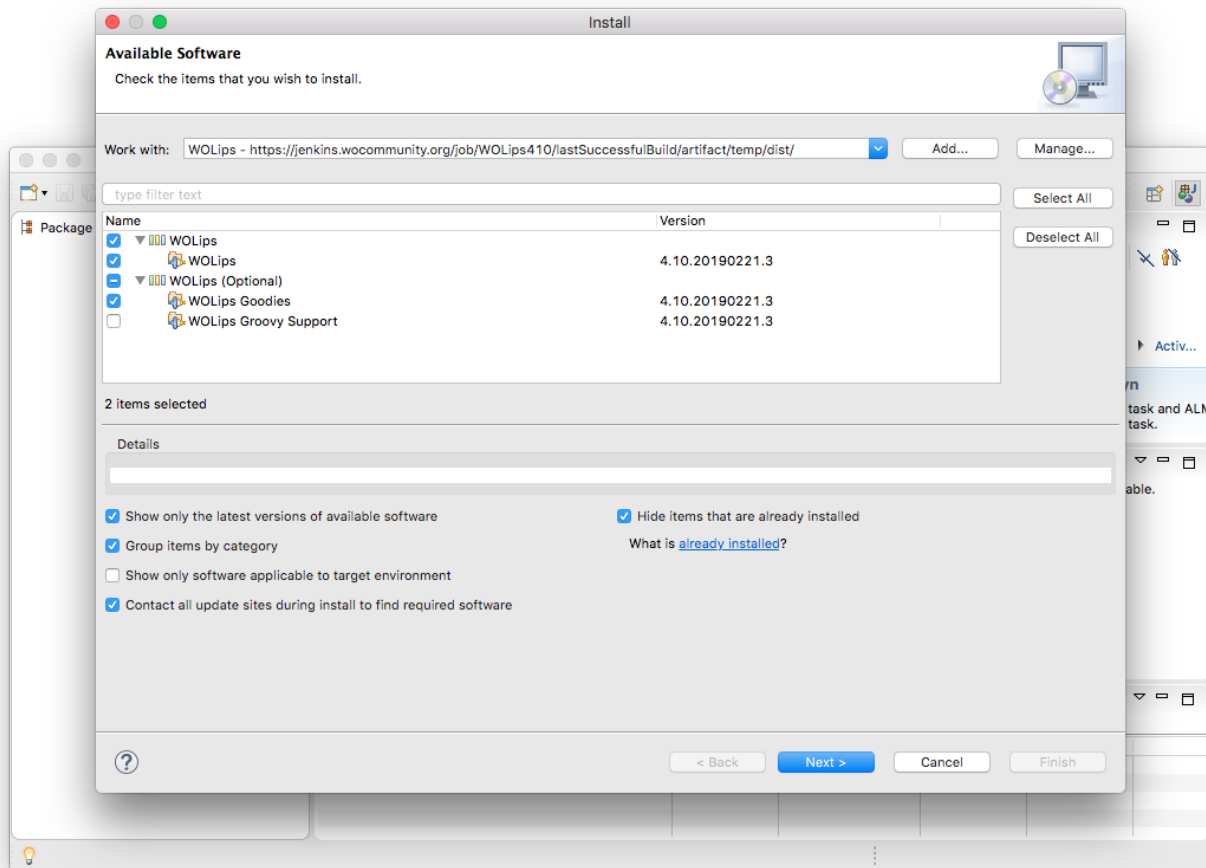 Install
Available Software
Check the items that you wish to install.
Work with: WOLips - https://jenkins.wocommunity.org/job/WOLips410/lastSuccessfulBuild/artifact/temp/dist/ Add... Manage...
type filter text
Select All
Name Version
Deselect All
WOLips
WOLips 4.10.20190221.3
WOLips (Optional)
WOLips Goodies 4.10.20190221.3
WOLips Groovy Support 4.10.20190221.3
2 items selected
Details
Show only the latest versions of available software
Hide items that are already installed
Group items by category
What is already installed?
Show only software applicable to target environment
Contact all update sites during install to find required software
< Back Next > Cancel Finish
Package
Activ...
yn
task and ALM
task.
able.